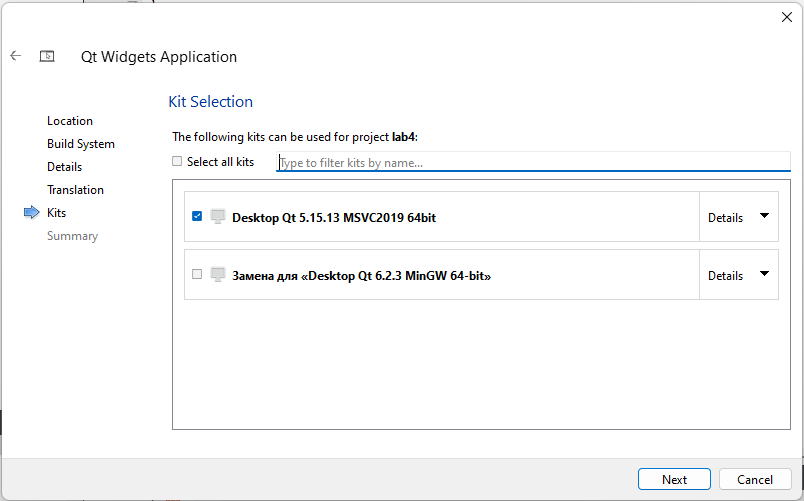 Qt Widgets Application
Location
Build System
Details
Translation
Kits
Summary
Kit Selection
The following kits can be used for project lab4:
Select all kits
Type to filter kits by name...
Desktop Qt 5.15.13 MSVC2019 64bit
Details
Замена для «Desktop Qt 6.2.3 MinGW 64-bit»
Details
Next
Cancel